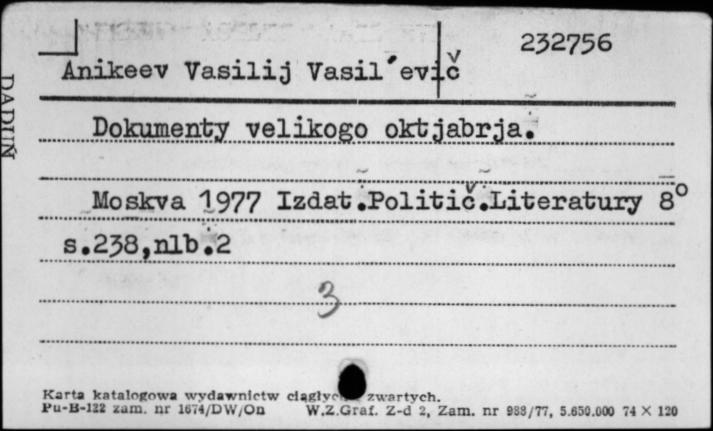 232756
Anikeev Vasilij Vasil'evič
DADUŃ
Dokumenty velikogo oktjabrja.
Moskva 1977 Izdat.Politič.Literatury 8°
s.238,nlb.2
3
Karta katalogowa wydawnictw ciągłych zwartych.
Pu-B-122 zam. nr 1674/DW/On W.Z.Graf. Z-d 2, Zam. nr 988/77, 5.650.000 74 X 120